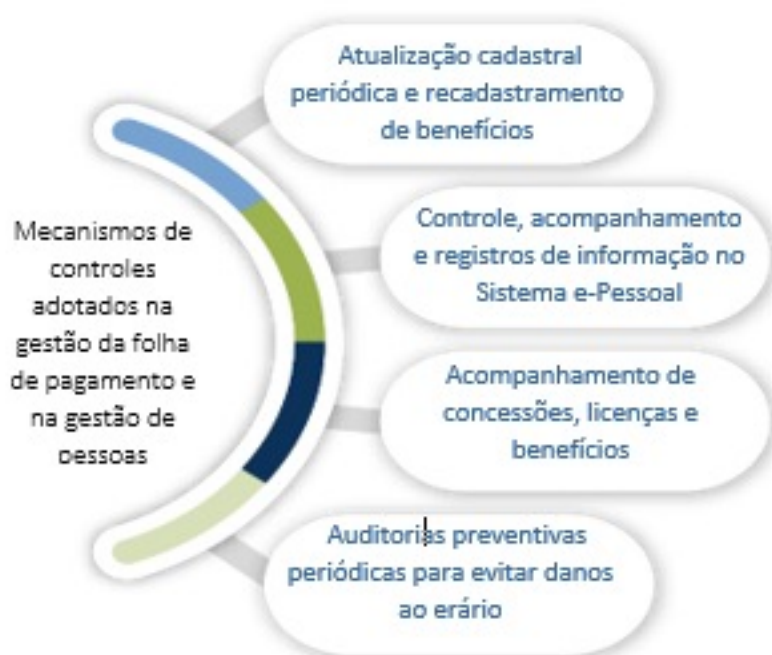 Mecanismos de
controles
adotados na
gestão da folha
de pagamento e
na gestão de
pessoas
Atualização cadastral
periódica e recadastramento
de benefícios
Controle, acompanhamento
e registros de informação no
Sistema e-Pessoal
Acompanhamento de
concessões, licenças e
benefícios
Auditorias preventivas
periódicas para evitar danos
ao erário